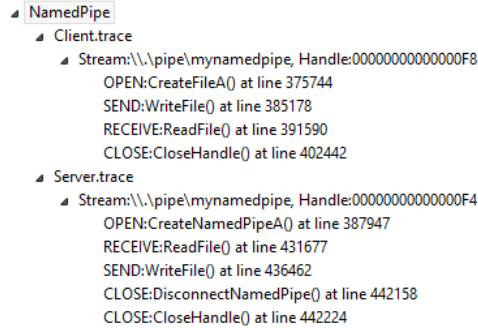 NamedPipe
Client.trace
Stream:\\.\pipe\mynamedpipe, Handle:00000000000000F8
OPEN:CreateFileA() at line 375744
SEND:WriteFile() at line 385178
RECEIVE:ReadFile() at line 391590
CLOSE:CloseHandle() at line 402442
Server.trace
Stream:\\.\pipe\mynamedpipe, Handle:00000000000000F4
OPEN:CreateNamedPipeA() at line 387947
RECEIVE:ReadFile() at line 431677
SEND:WriteFile() at line 436462
CLOSE:DisconnectNamedPipe() at line 442158
CLOSE:CloseHandle() at line 442224